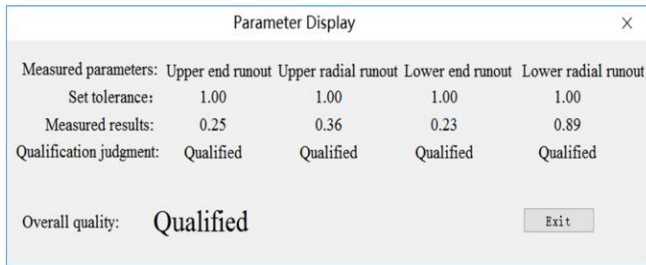 Parameter Display X
Measured parameters: Upper end runout Upper radial runout Lower end runout Lower radial runout
Set tolerance: 1.00 1.00 1.00 1.00
Measured results: 0.25 0.36 0.23 0.89
Qualification judgment: Qualified Qualified Qualified Qualified
Overall quality: Qualified Exit